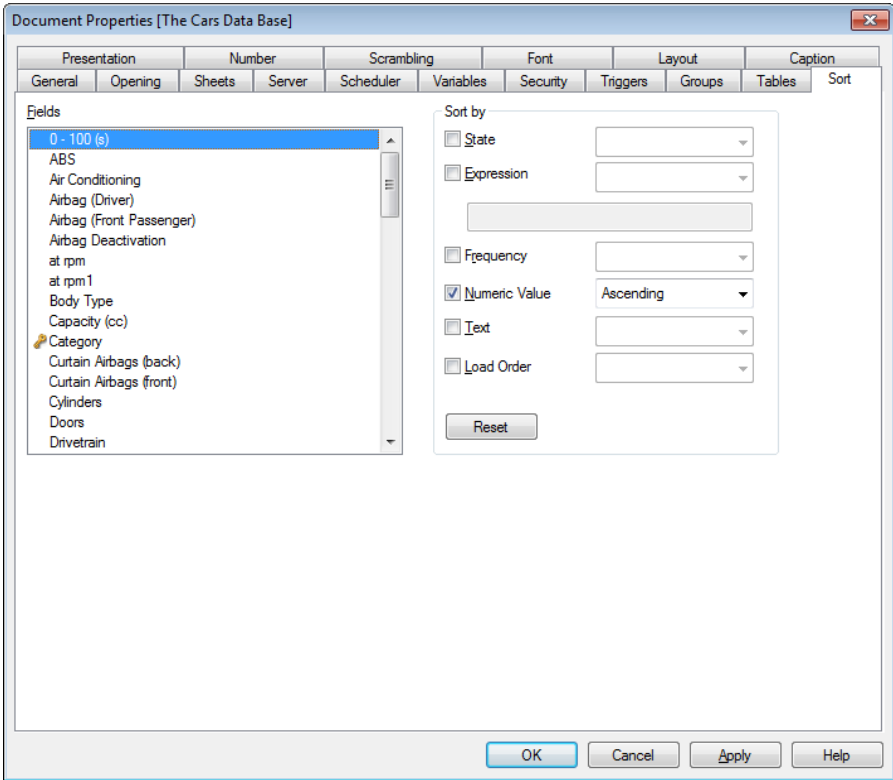 Document Properties [The Cars Data Base]
Presentation Number Scrambling Font Layout Caption
General Opening Sheets Server Scheduler Variables Security Triggers Groups Tables Sort
Fields
0 - 100 (s)
ABS
Air Conditioning
Airbag (Driver)
Airbag (Front Passenger)
Airbag Deactivation
at rpm
at rpm1
Body Type
Capacity (cc)
Category
Curtain Airbags (back)
Curtain Airbags (front)
Cylinders
Doors
Drivetrain
Sort by
State
Expression
Frequency
Numeric Value Ascending
Text
Load Order
Reset
OK Cancel Apply Help